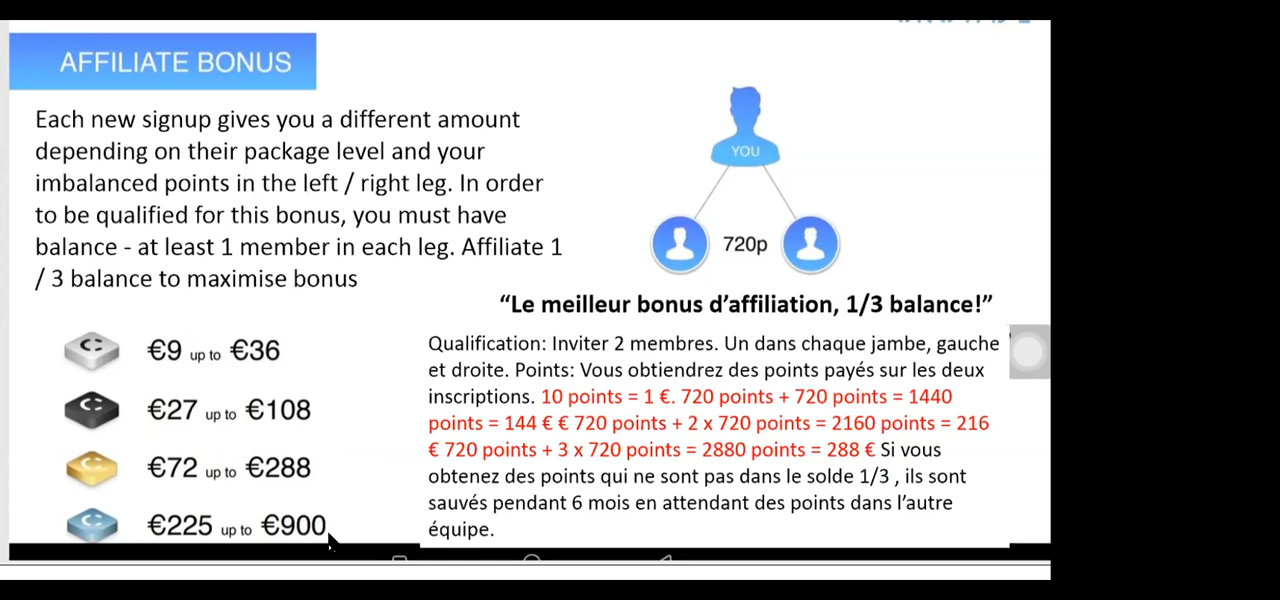 AFFILIATE BONUS
Each new signup gives you a different amount
depending on their package level and your
imbalanced points in the left / right leg. In order
to be qualified for this bonus, you must have
balance - at least 1 member in each leg. Affiliate 1
/ 3 balance to maximise bonus
YOU
720p
“Le meilleur bonus d’affiliation, 1/3 balance!”
€9 up to €36
€27 up to €108
€72 up to €288
€225 up to €900
Qualification: Inviter 2 membres. Un dans chaque jambe, gauche
et droite. Points: Vous obtiendrez des points payés sur les deux
inscriptions. 10 points = 1 €. 720 points + 720 points = 1440
points = 144 € € 720 points + 2 x 720 points = 2160 points = 216
€ 720 points + 3 x 720 points = 2880 points = 288 € Si vous
obtenez des points qui ne sont pas dans le solde 1/3 , ils sont
sauvés pendant 6 mois en attendant des points dans l’autre
équipe.